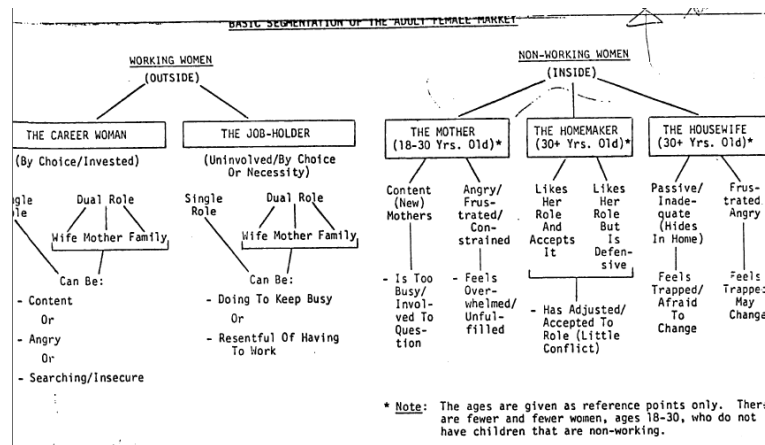 BASIC SEGMENTATION OF THE ADULT FEMALE MARKET
WORKING WOMEN
(OUTSIDE)
NON-WORKING WOMEN
(INSIDE)
THE CAREER WOMAN
(By Choice/Invested)
THE JOB-HOLDER
(Uninvolved/By Choice
Or Necessity)
THE MOTHER
(18-30 Yrs. Old)*
THE HOMEMAKER
(30+ Yrs. Old)*
THE HOUSEWIFE
(30+ Yrs. Old)*
gle
le
Dual Role
Wife Mother Family
Can Be:
- Content
Or
- Angry
Or
- Searching/Insecure
Single
Role
Dual Role
Wife Mother Family
Can Be:
- Doing To Keep Busy
Or
- Resentful Of Having
To Work
Content
(New)
Mothers
- Is Too
Busy/
Invol-
ved To
Ques-
tion
Angry/
Frus-
trated/
Con-
strained
- Feels
Over-
whelmed/
Unful-
filled
Likes
Her
Role
And
Accepts
It
Likes
Her
Role
But
Is
Defen-
sive
- Has Adjusted/
Accepted To
Role (Little
Conflict)
Passive/
Inade-
quate
(Hides
In Home)
Feels
Trapped/
Afraid
To
Change
Frus-
trated
Angry
Feels
Trapped
May
Change
* Note: The ages are given as reference points only. Ther
are fewer and fewer women, ages 18-30, who do not
have children that are non-working.